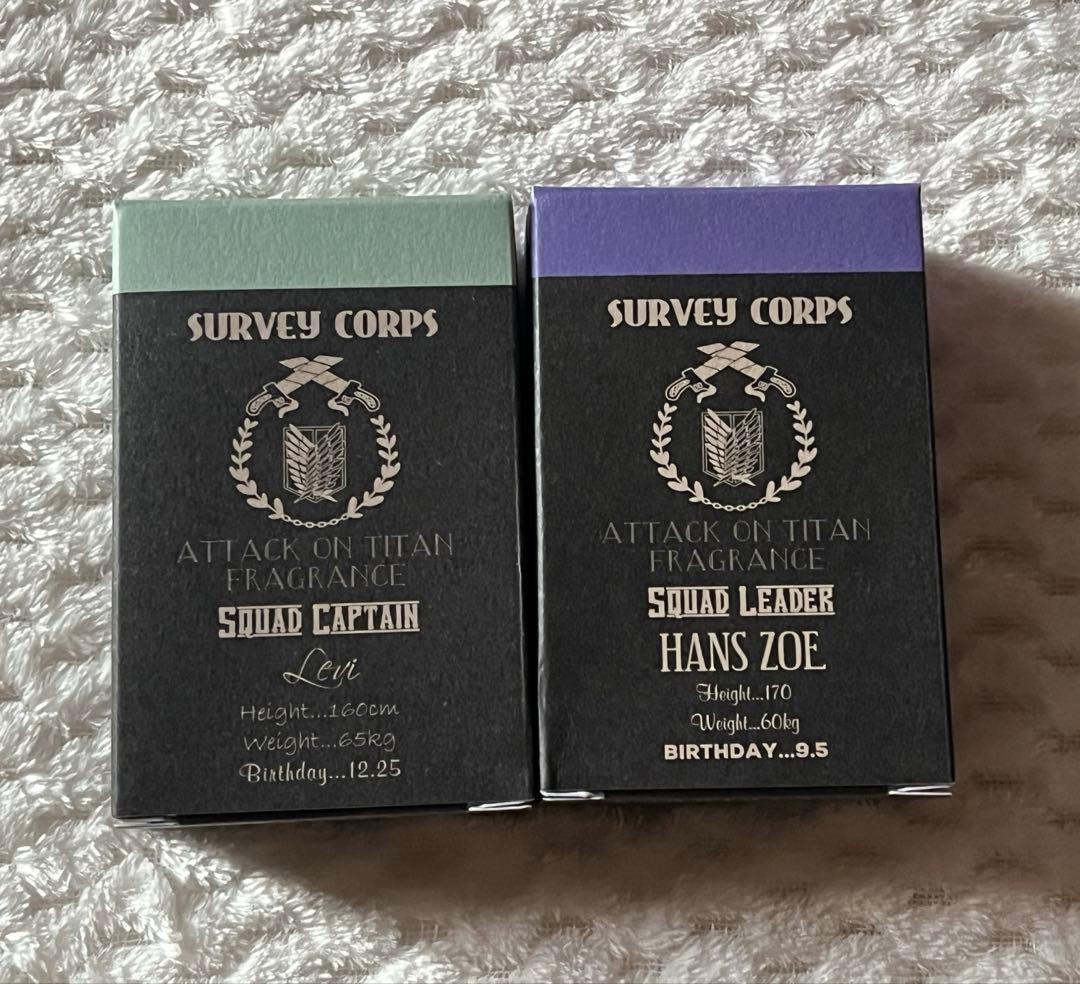 SURVEY CORPS
ATTACK ON TITAN
FRAGRANCE
SQUAD CAPTAIN
Levi
Height...160cm
Weight...65kg
Birthday...12.25
SURVEY CORPS
ATTACK ON TITAN
FRAGRANCE
SQUAD LEADER
HANS ZOE
Height...170
Weight...60kg
BIRTHDAY...9.5